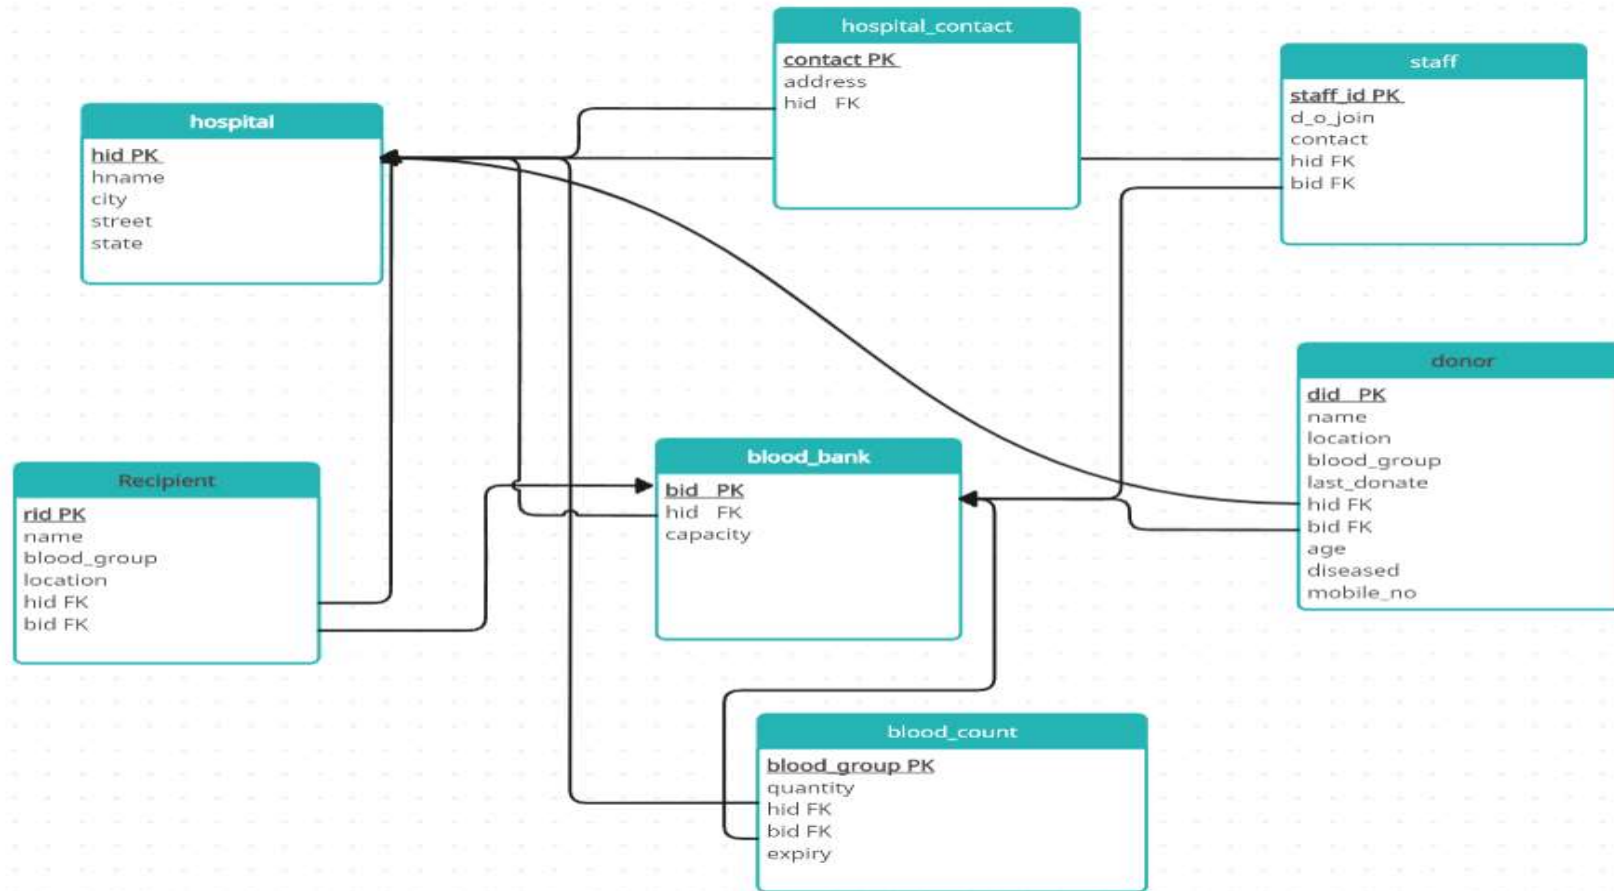 hospital_contact
contact PK
address
hid FK
staff
staff_id PK
d_o_join
contact
hid FK
bid FK
hospital
hid PK
hname
city
street
state
donor
did PK
name
location
blood_group
last_donate
hid FK
bid FK
age
diseased
mobile_no
blood_bank
bid PK
hid FK
capacity
Recipient
rid PK
name
blood_group
location
hid FK
bid FK
blood_count
blood_group PK
quantity
hid FK
bid FK
expiry